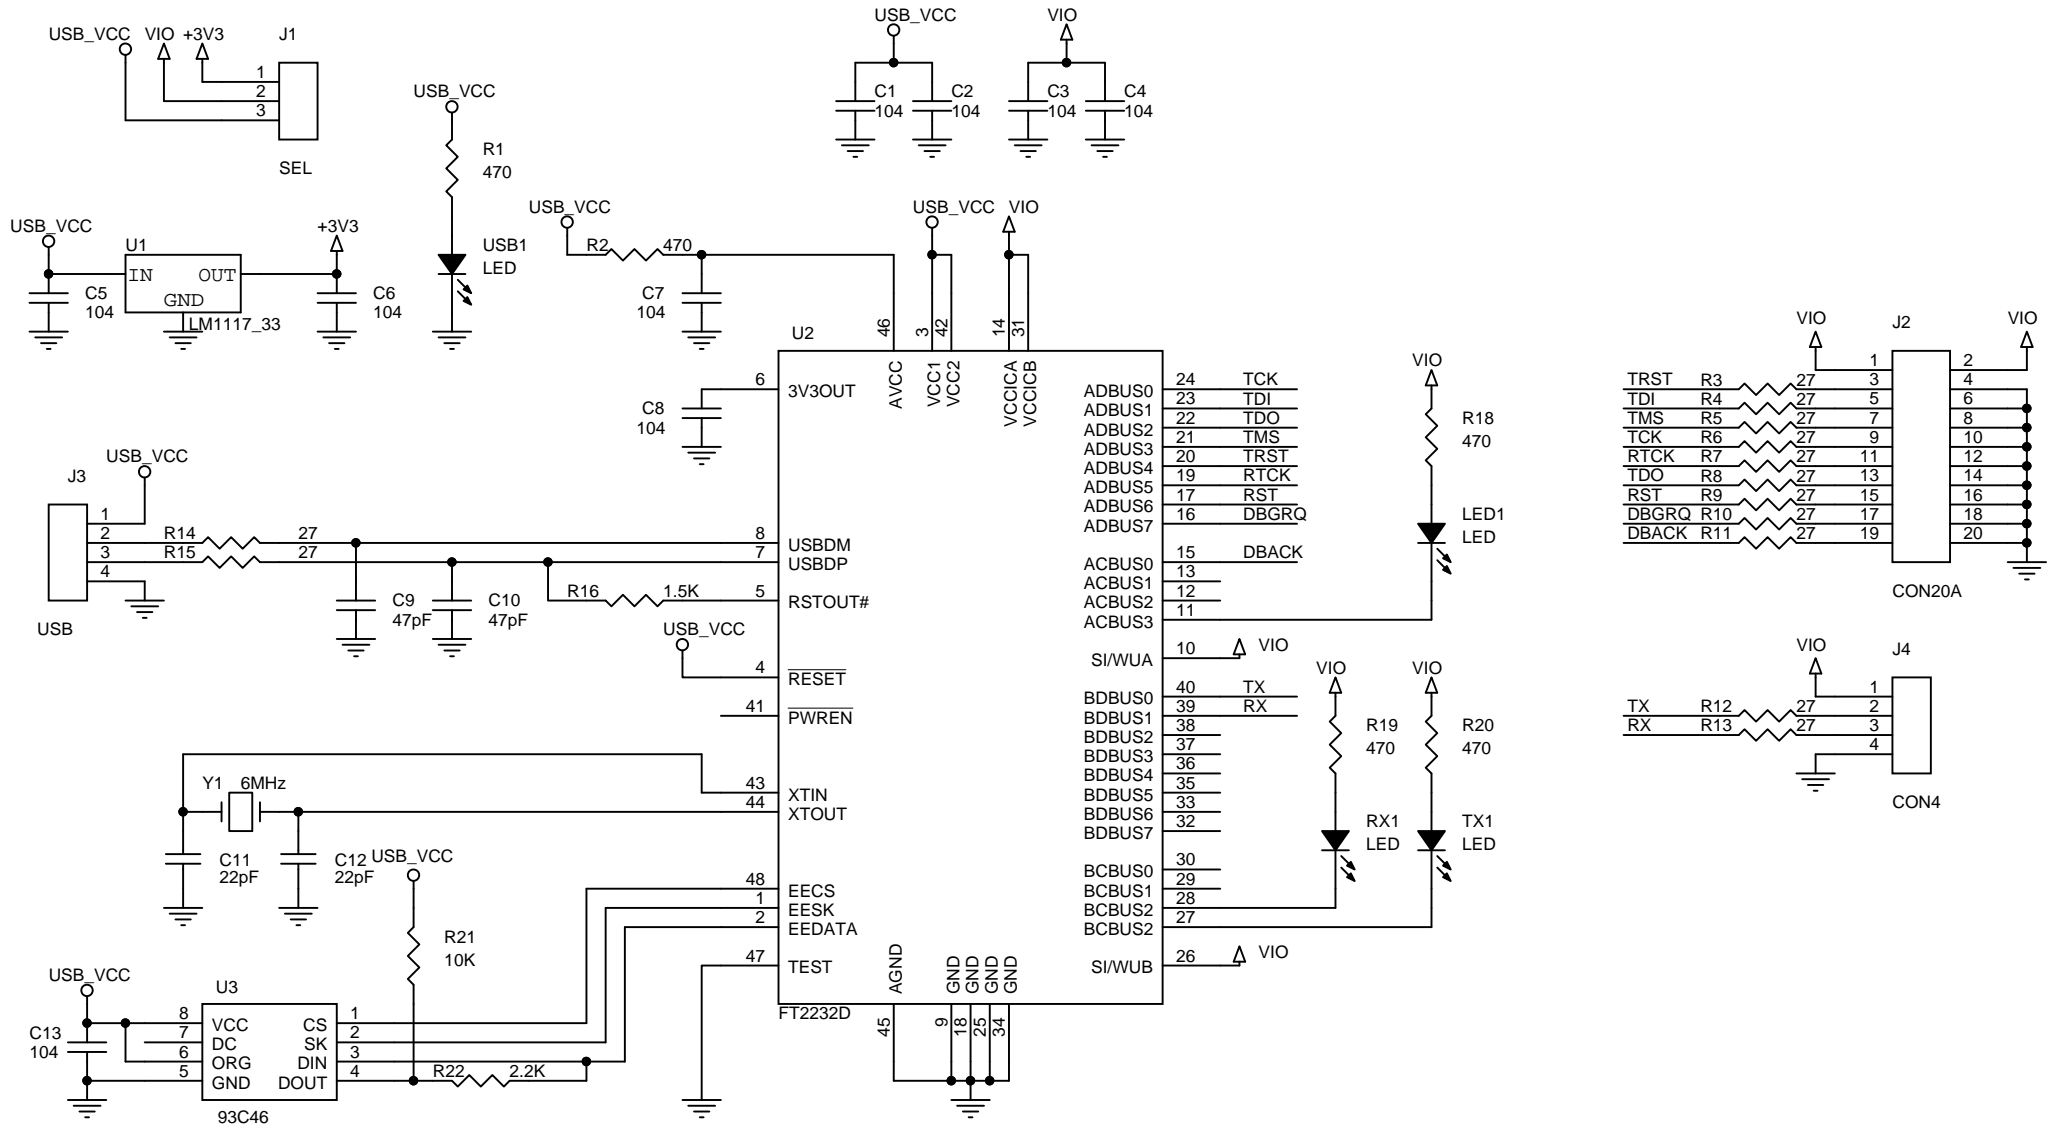 USB_VCC VIO +3V3 J1
1
2
3
SEL
USB_VCC
R1
470
USB1
LED
USB_VCC
C1
104
C2
104
VIO
C3
104
C4
104
USB_VCC
U1
+3V3
IN OUT
GND
LM1117_33
C5
104
C6
104
USB_VCC
R2 470
C7
104
USB_VCC VIO
46
3
42
14
31
U2
AVCC
VCC1
VCC2
VCCICA
VCCICB
6 3V3OUT
C8
104
J3
USB_VCC
1
2
3
4
USB
R14 27
R15 27
8 USBDM
7 USBDP
C9
47pF
C10
47pF
R16 1.5K
5 RSTOUT#
USB_VCC
4 RESET
41 PWREN
Y1 6MHz
43 XTIN
44 XTOUT
C11
22pF
C12
22pF
USB_VCC
48 EECS
1 EESK
2 EEDATA
R21
10K
47 TEST
USB_VCC
U3
C13
104
8 VCC
7 DC
6 ORG
5 GND
CS 1
SK 2
DIN 3
DOUT 4
R22 2.2K
93C46
FT2232D
AGND
GND
GND
GND
GND
45
9
18
25
34
ADBUS0 24 TCK
ADBUS1 23 TDI
ADBUS2 22 TDO
ADBUS3 21 TMS
ADBUS4 20 TRST
ADBUS5 19 RTCK
ADBUS6 17 RST
ADBUS7 16 DBGRQ
ACBUS0 15 DBACK
ACBUS1 13
ACBUS2 12
ACBUS3 11
SI/WUA 10 VIO
BDBUS0 40 TX
BDBUS1 39 RX
BDBUS2 38
BDBUS3 37
BDBUS4 36
BDBUS5 35
BDBUS6 33
BDBUS7 32
BCBUS0 30
BCBUS1 29
BCBUS2 28
BCBUS2 27
SI/WUB 26 VIO
VIO
R18
470
LED1
LED
VIO
R19
470
RX1
LED
VIO
R20
470
TX1
LED
VIO J2 VIO
1 2
TRST R3 27 3 4
TDI R4 27 5 6
TMS R5 27 7 8
TCK R6 27 9 10
RTCK R7 27 11 12
TDO R8 27 13 14
RST R9 27 15 16
DBGRQ R10 27 17 18
DBACK R11 27 19 20
CON20A
VIO J4
1
TX R12 27 2
RX R13 27 3
4
CON4